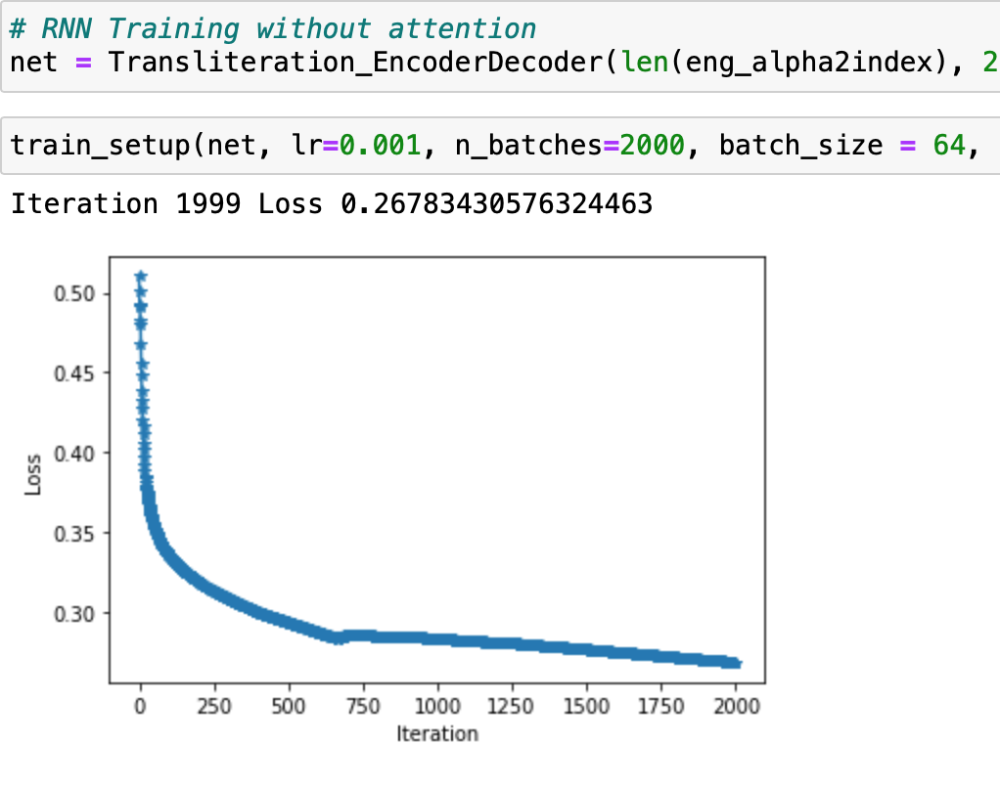 # RNN Training without attention
net = Transliteration_EncoderDecoder(len(eng_alpha2index), 2
train_setup(net, lr=0.001, n_batches=2000, batch_size = 64,
Iteration 1999 Loss 0.26783430576324463
0.50
0.45
0.40
0.35
0.30
Loss
0 250 500 750 1000 1250 1500 1750 2000
Iteration